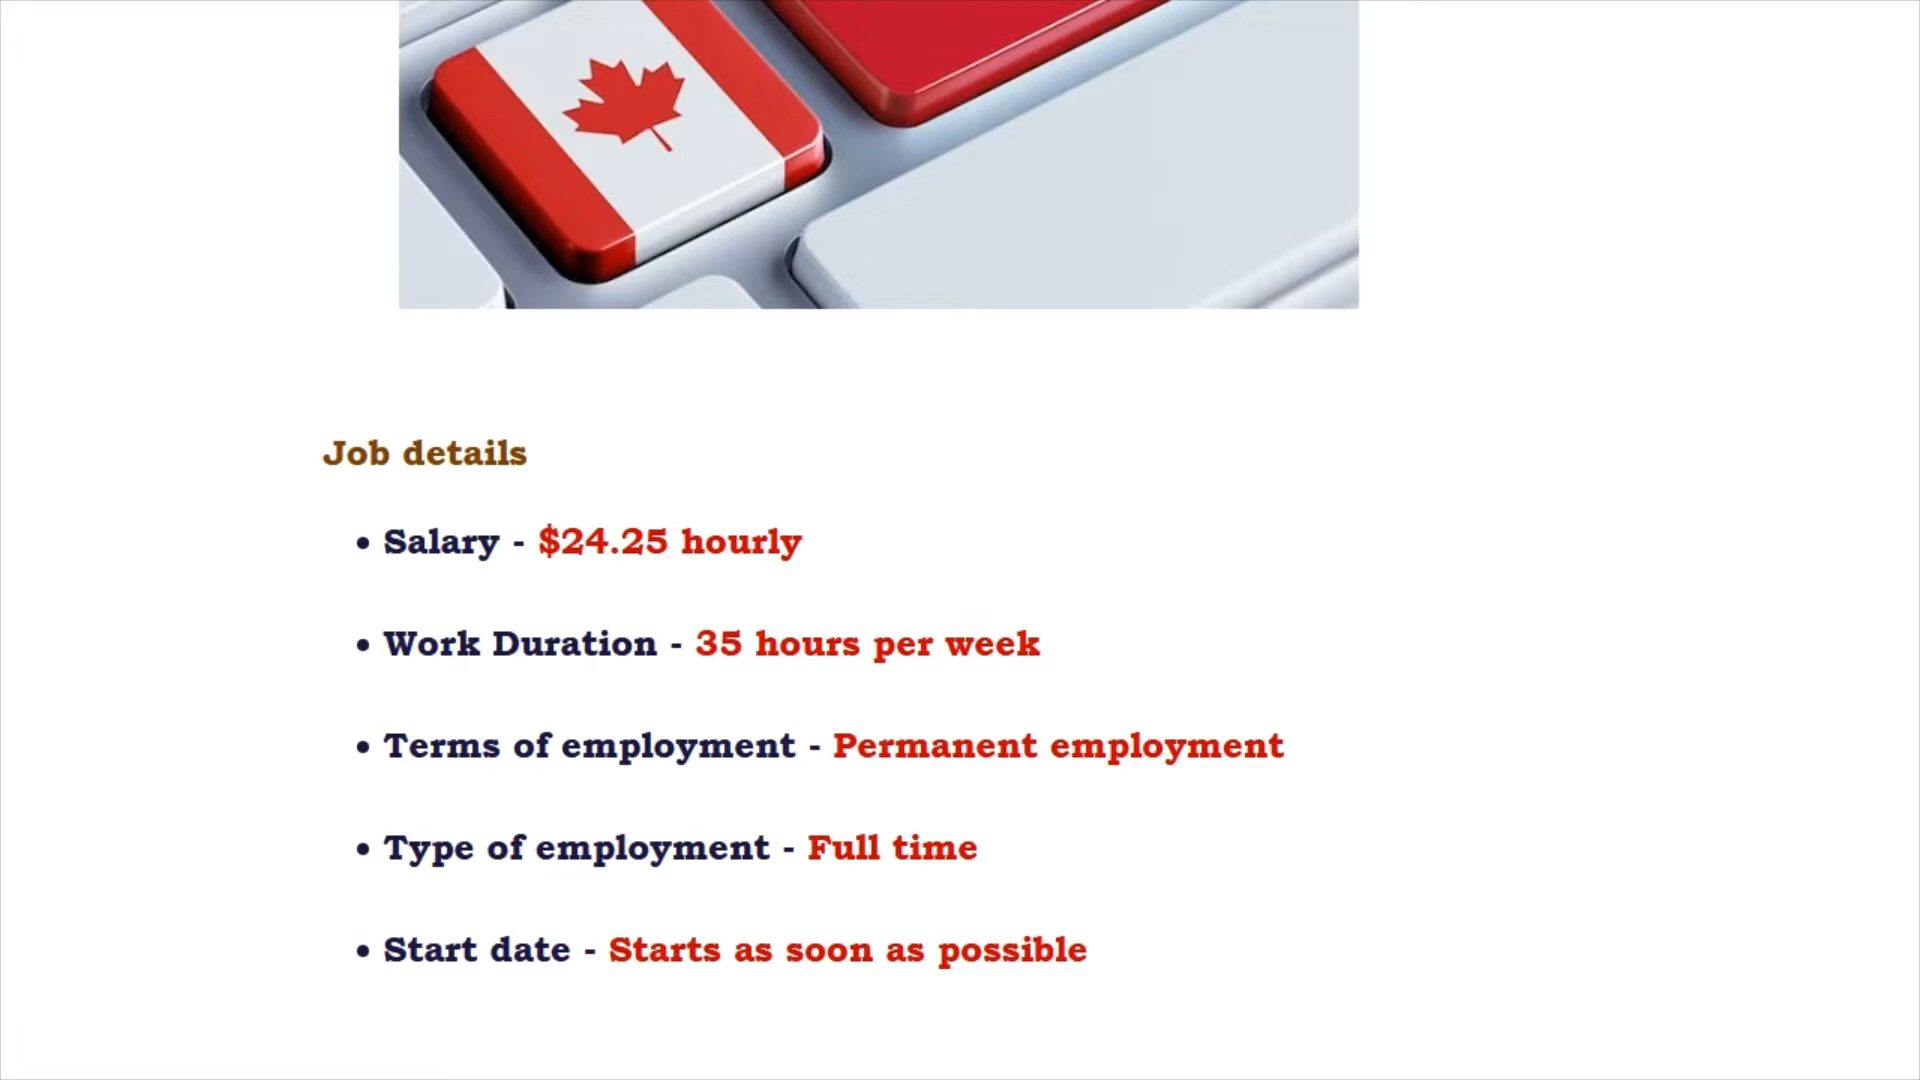 Job details
• Salary - $24.25 hourly
• Work Duration - 35 hours per week
• Terms of employment - Permanent employment
• Type of employment - Full time
• Start date - Starts as soon as possible